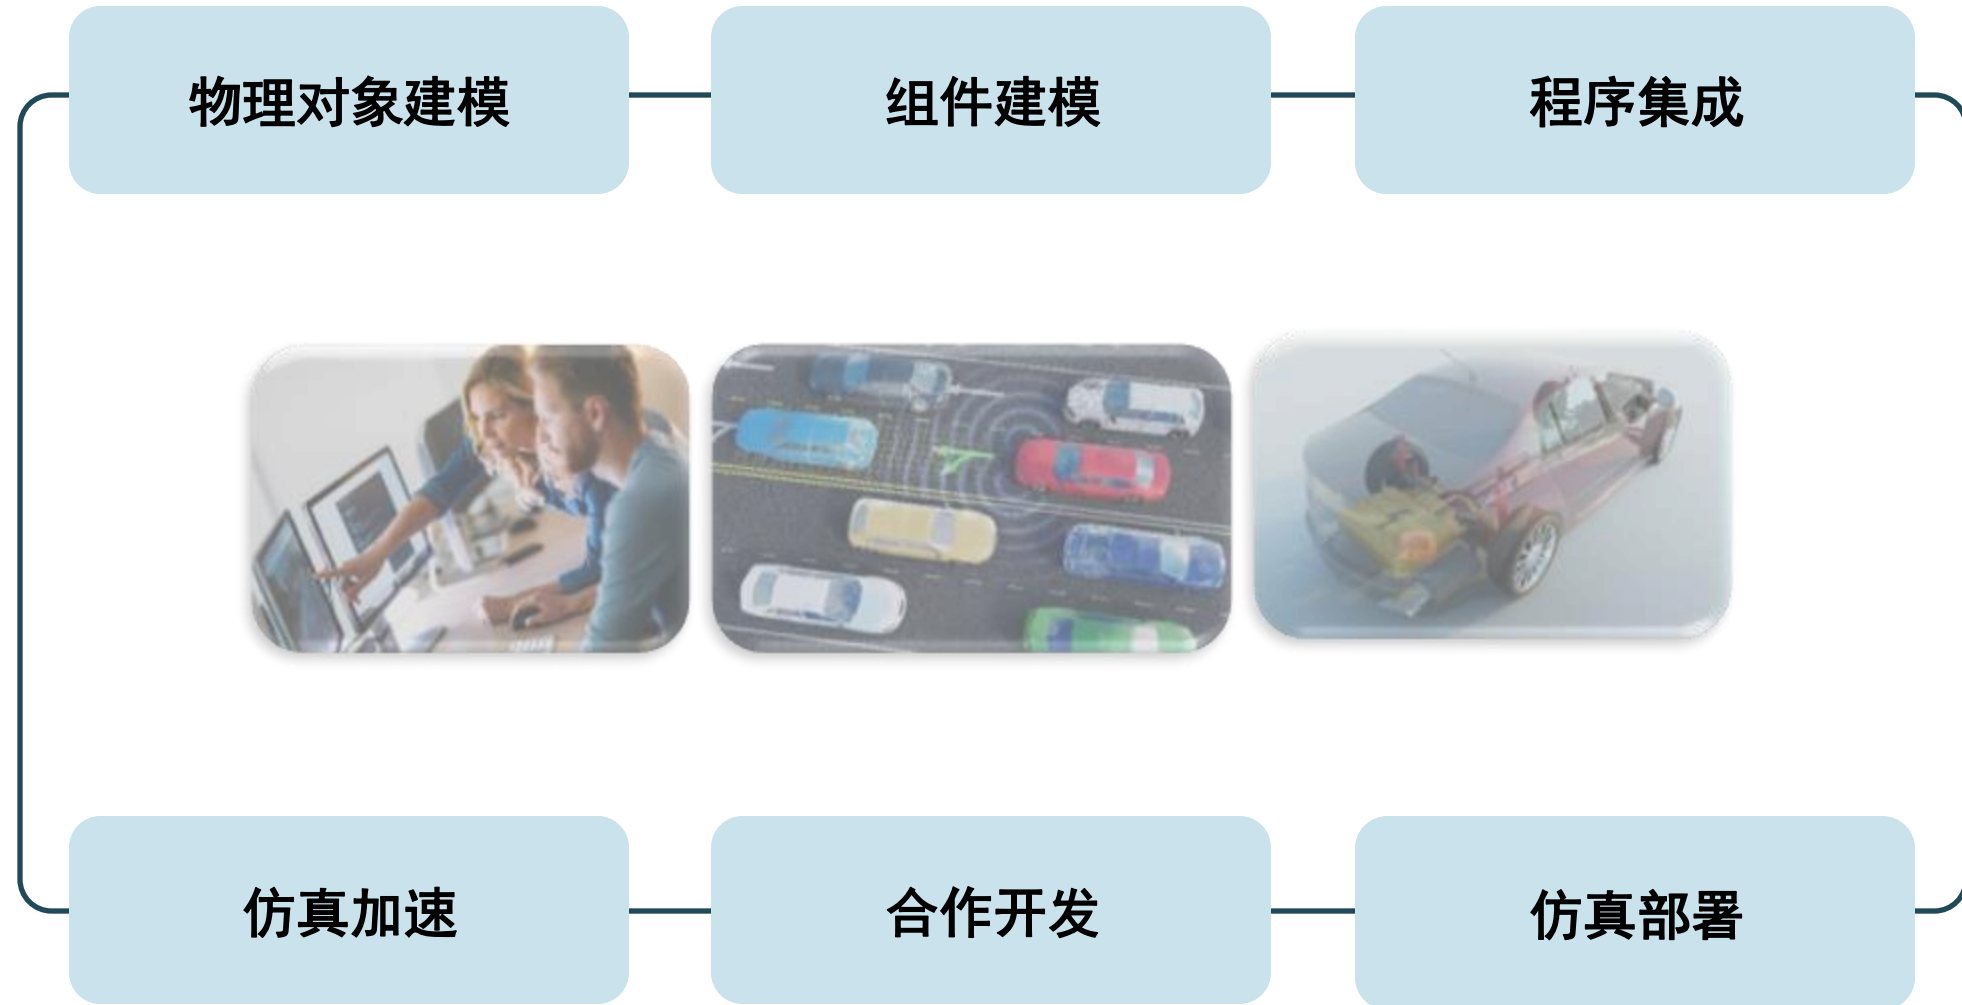 物理对象建模
组件建模
程序集成
仿真加速
合作开发
仿真部署